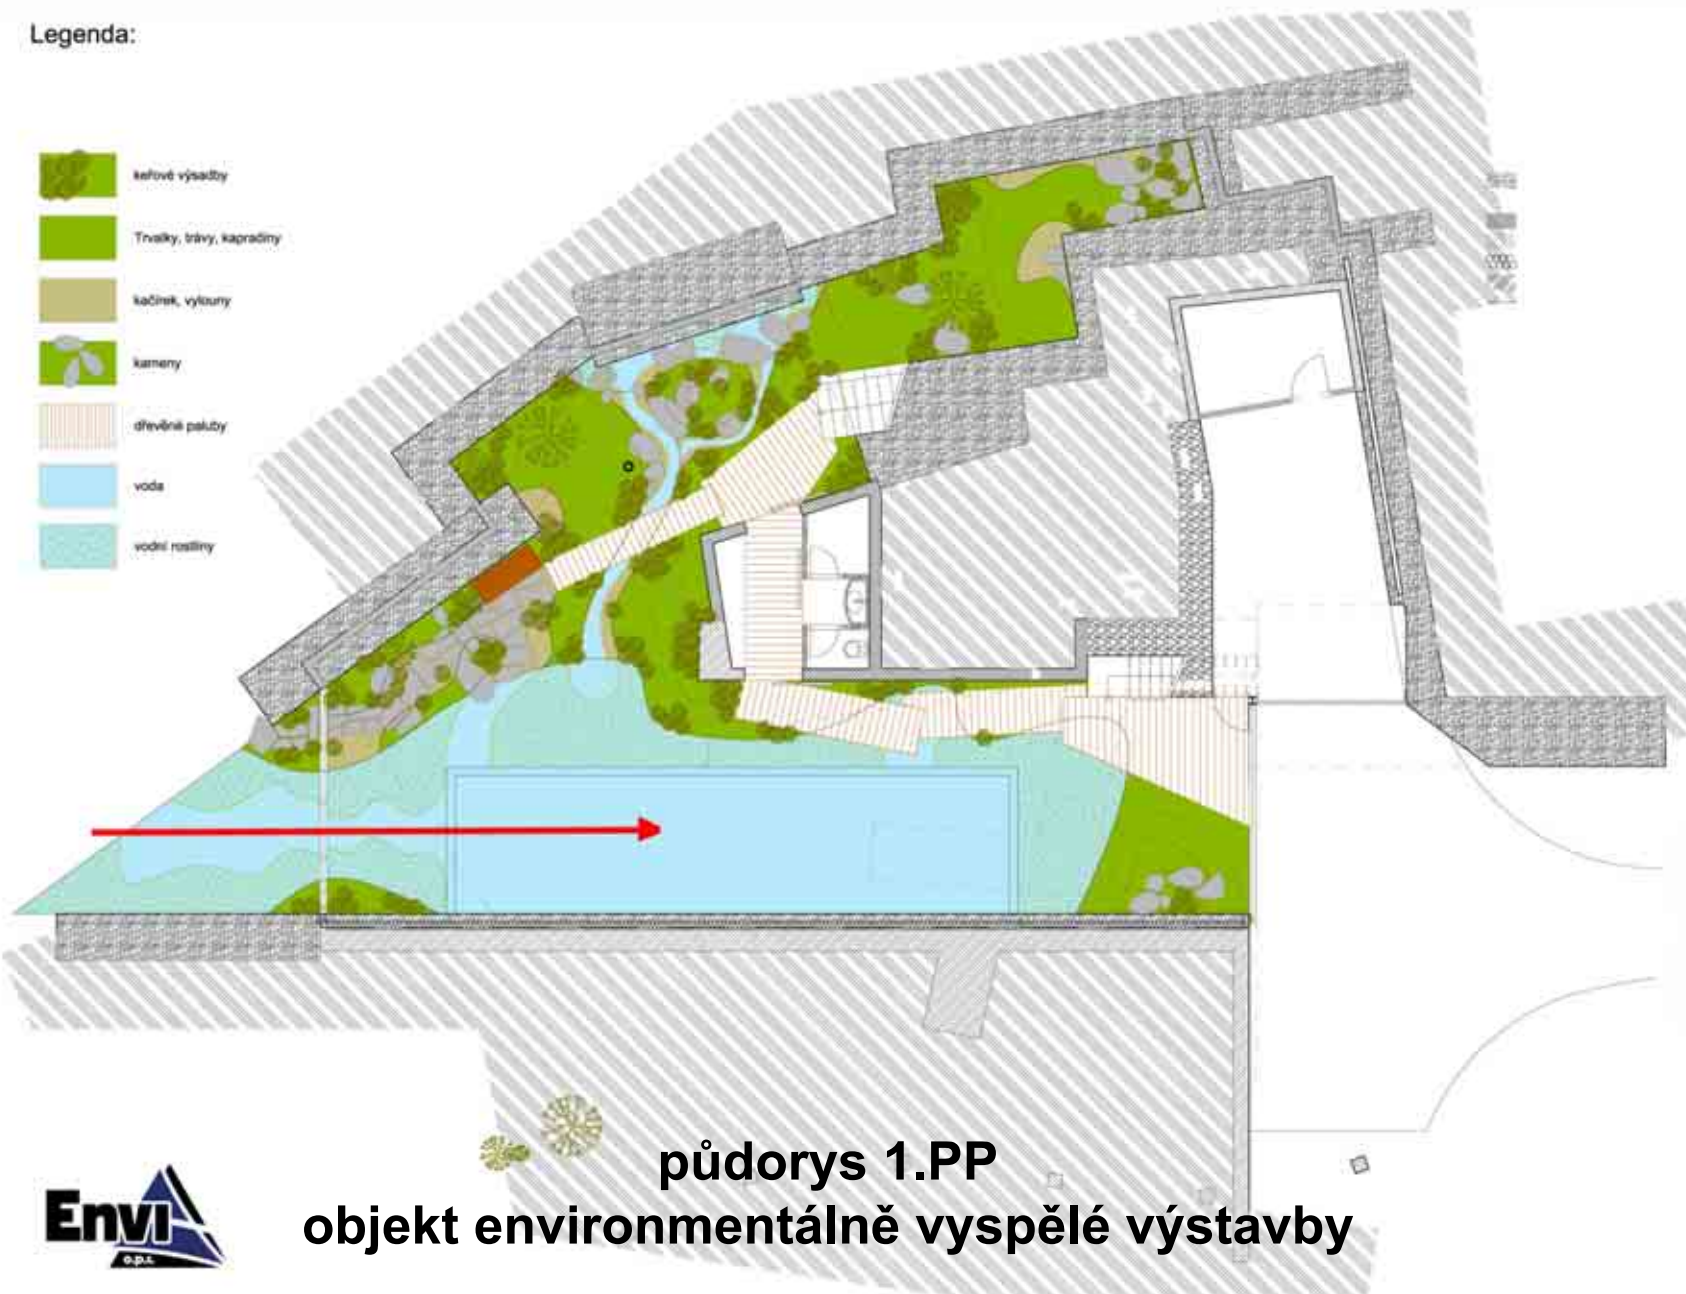 Legenda:
keřové výsadby
Trvalky, trávy, kapradiny
kačírek, vylouny
kameny
dřevěné paluby
voda
vodní rostliny
půdorys 1.PP
objekt environmentálně vyspělé výstavby
Envi
o.p.s.